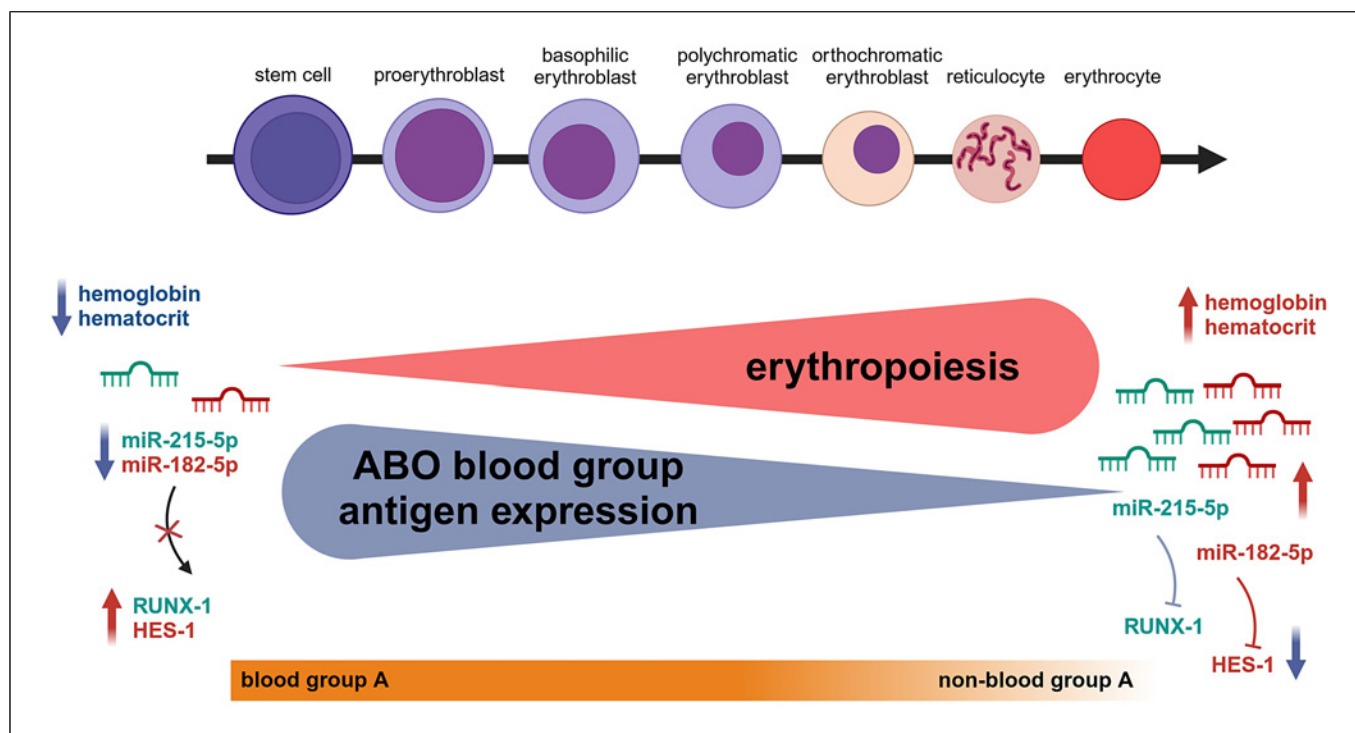 stem cell
proerythroblast
basophilic
erythroblast
polychromatic
erythroblast
orthochromatic
erythroblast
reticulocyte
erythrocyte
hemoglobin
hematocrit
miR-215-5p
miR-182-5p
RUNX-1
HES-1
erythropoiesis
ABO blood group
antigen expression
hemoglobin
hematocrit
miR-215-5p
miR-182-5p
RUNX-1
HES-1
blood group A
non-blood group A